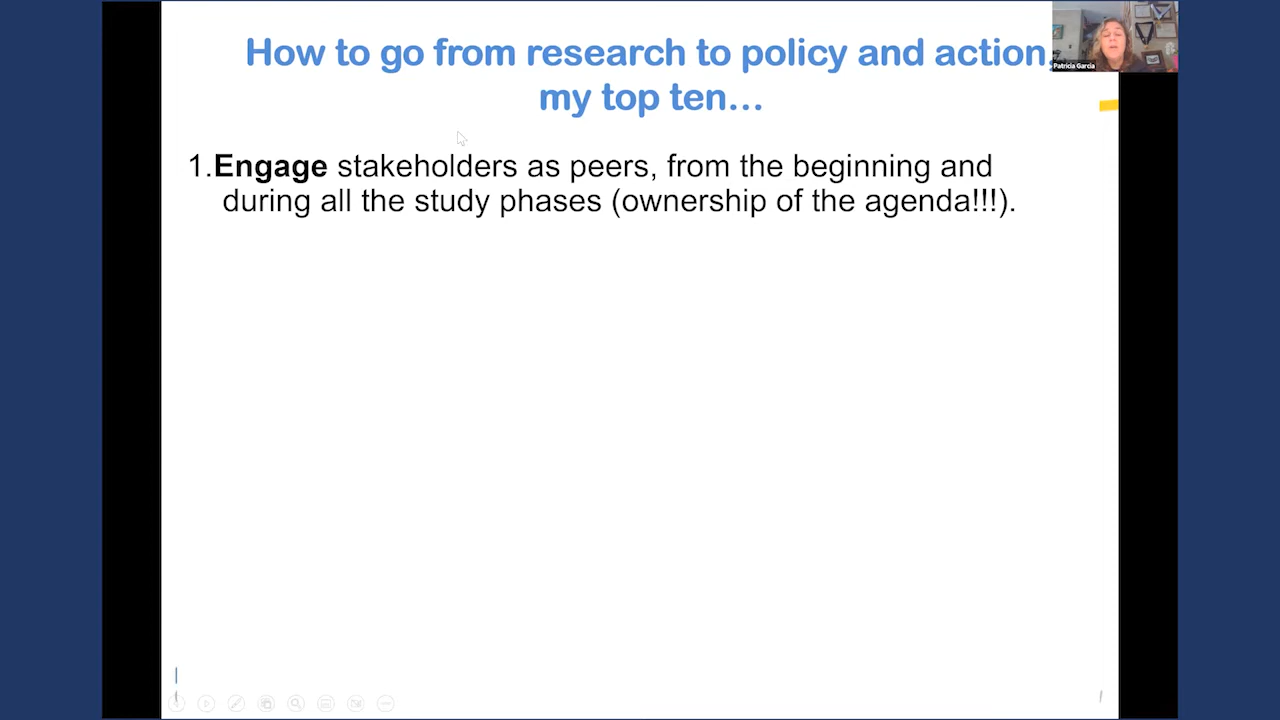 How to go from research to policy and action,
my top ten…
Patricia Garcia
1.Engage stakeholders as peers, from the beginning and
during all the study phases (ownership of the agenda!!!).